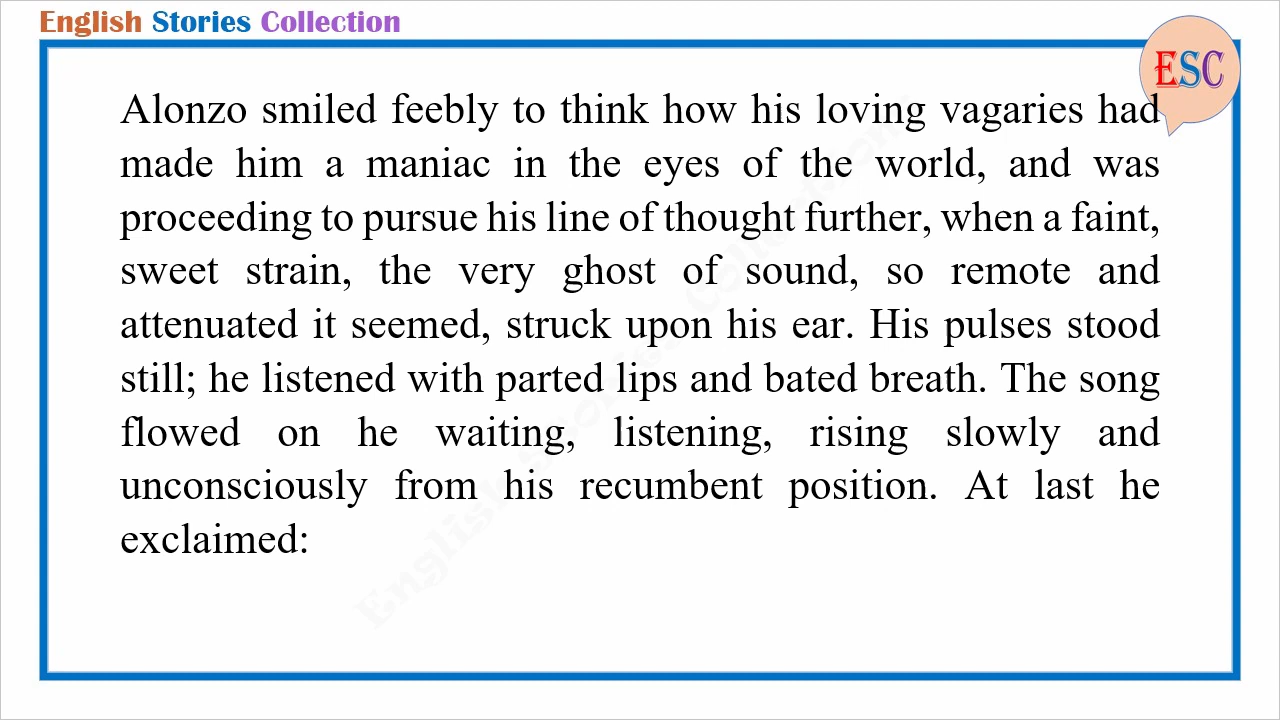 English Stories Collection
ESC
Alonzo smiled feebly to think how his loving vagaries had
made him a maniac in the eyes of the world, and was
proceeding to pursue his line of thought further, when a faint,
sweet strain, the very ghost of sound, so remote and
attenuated it seemed, struck upon his ear. His pulses stood
still; he listened with parted lips and bated breath. The song
flowed on he waiting, listening, rising slowly and
unconsciously from his recumbent position. At last he
exclaimed:
English Stories Collection